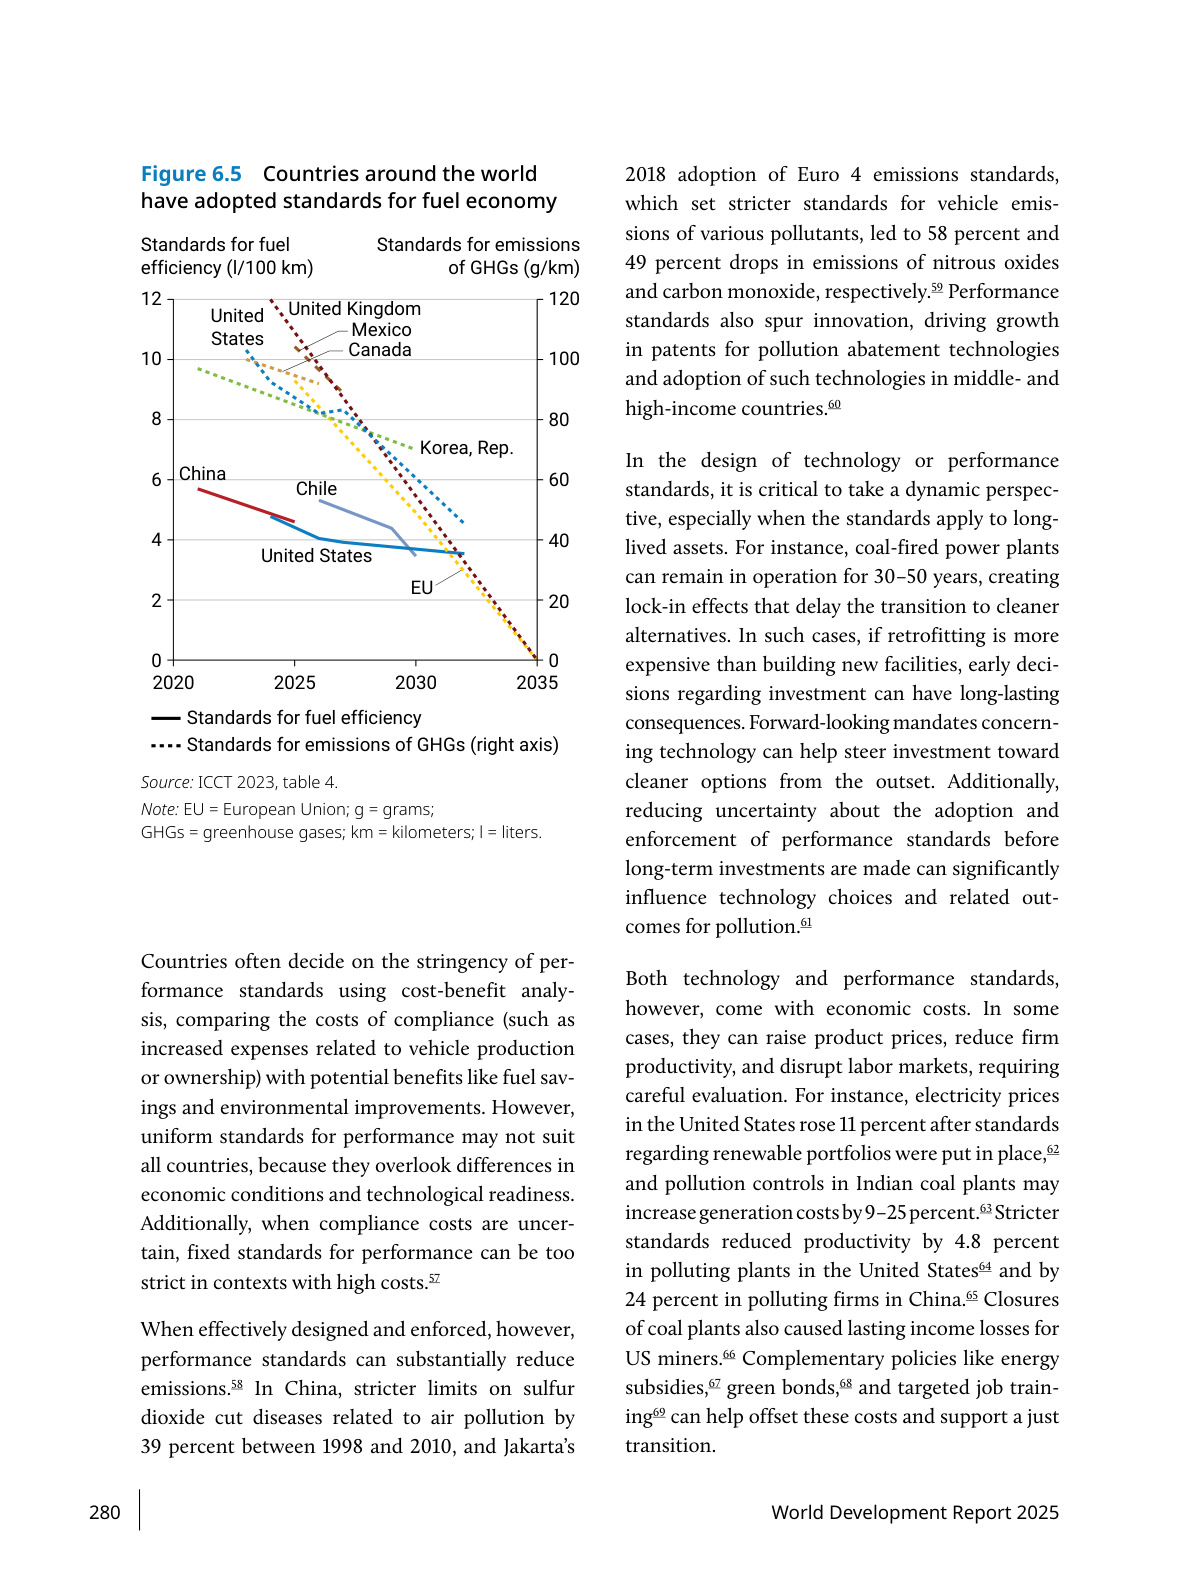 Figure 6.5 Countries around the world
have adopted standards for fuel economy
Standards for fuel
efficiency (l/100 km)
Standards for emissions
of GHGs (g/km)
12
10
8
6
4
2
0
120
100
80
60
40
20
0
United
States
United Kingdom
Mexico
Canada
Korea, Rep.
China
Chile
United States
EU
2020
2025
2030
2035
Standards for fuel efficiency
Standards for emissions of GHGs (right axis)
Source: ICCT 2023, table 4.
Note: EU = European Union; g = grams;
GHGs = greenhouse gases; km = kilometers; l = liters.
Countries often decide on the stringency of per-
formance standards using cost-benefit analy-
sis, comparing the costs of compliance (such as
increased expenses related to vehicle production
or ownership) with potential benefits like fuel sav-
ings and environmental improvements. However,
uniform standards for performance may not suit
all countries, because they overlook differences in
economic conditions and technological readiness.
Additionally, when compliance costs are uncer-
tain, fixed standards for performance can be too
strict in contexts with high costs.57
When effectively designed and enforced, however,
performance standards can substantially reduce
emissions.58 In China, stricter limits on sulfur
dioxide cut diseases related to air pollution by
39 percent between 1998 and 2010, and Jakarta's
2018 adoption of Euro 4 emissions standards,
which set stricter standards for vehicle emis-
sions of various pollutants, led to 58 percent and
49 percent drops in emissions of nitrous oxides
and carbon monoxide, respectively.59 Performance
standards also spur innovation, driving growth
in patents for pollution abatement technologies
and adoption of such technologies in middle- and
high-income countries.60
In the design of technology or performance
standards, it is critical to take a dynamic perspec-
tive, especially when the standards apply to long-
lived assets. For instance, coal-fired power plants
can remain in operation for 30–50 years, creating
lock-in effects that delay the transition to cleaner
alternatives. In such cases, if retrofitting is more
expensive than building new facilities, early deci-
sions regarding investment can have long-lasting
consequences. Forward-looking mandates concern-
ing technology can help steer investment toward
cleaner options from the outset. Additionally,
reducing uncertainty about the adoption and
enforcement of performance standards before
long-term investments are made can significantly
influence technology choices and related out-
comes for pollution.61
Both technology and performance standards,
however, come with economic costs. In some
cases, they can raise product prices, reduce firm
productivity, and disrupt labor markets, requiring
careful evaluation. For instance, electricity prices
in the United States rose 11 percent after standards
regarding renewable portfolios were put in place,62
and pollution controls in Indian coal plants may
increase generation costs by 9–25 percent.63 Stricter
standards reduced productivity by 4.8 percent
in polluting plants in the United States64 and by
24 percent in polluting firms in China.65 Closures
of coal plants also caused lasting income losses for
US miners.66 Complementary policies like energy
subsidies,67 green bonds,68 and targeted job train-
ing69 can help offset these costs and support a just
transition.
280
World Development Report 2025